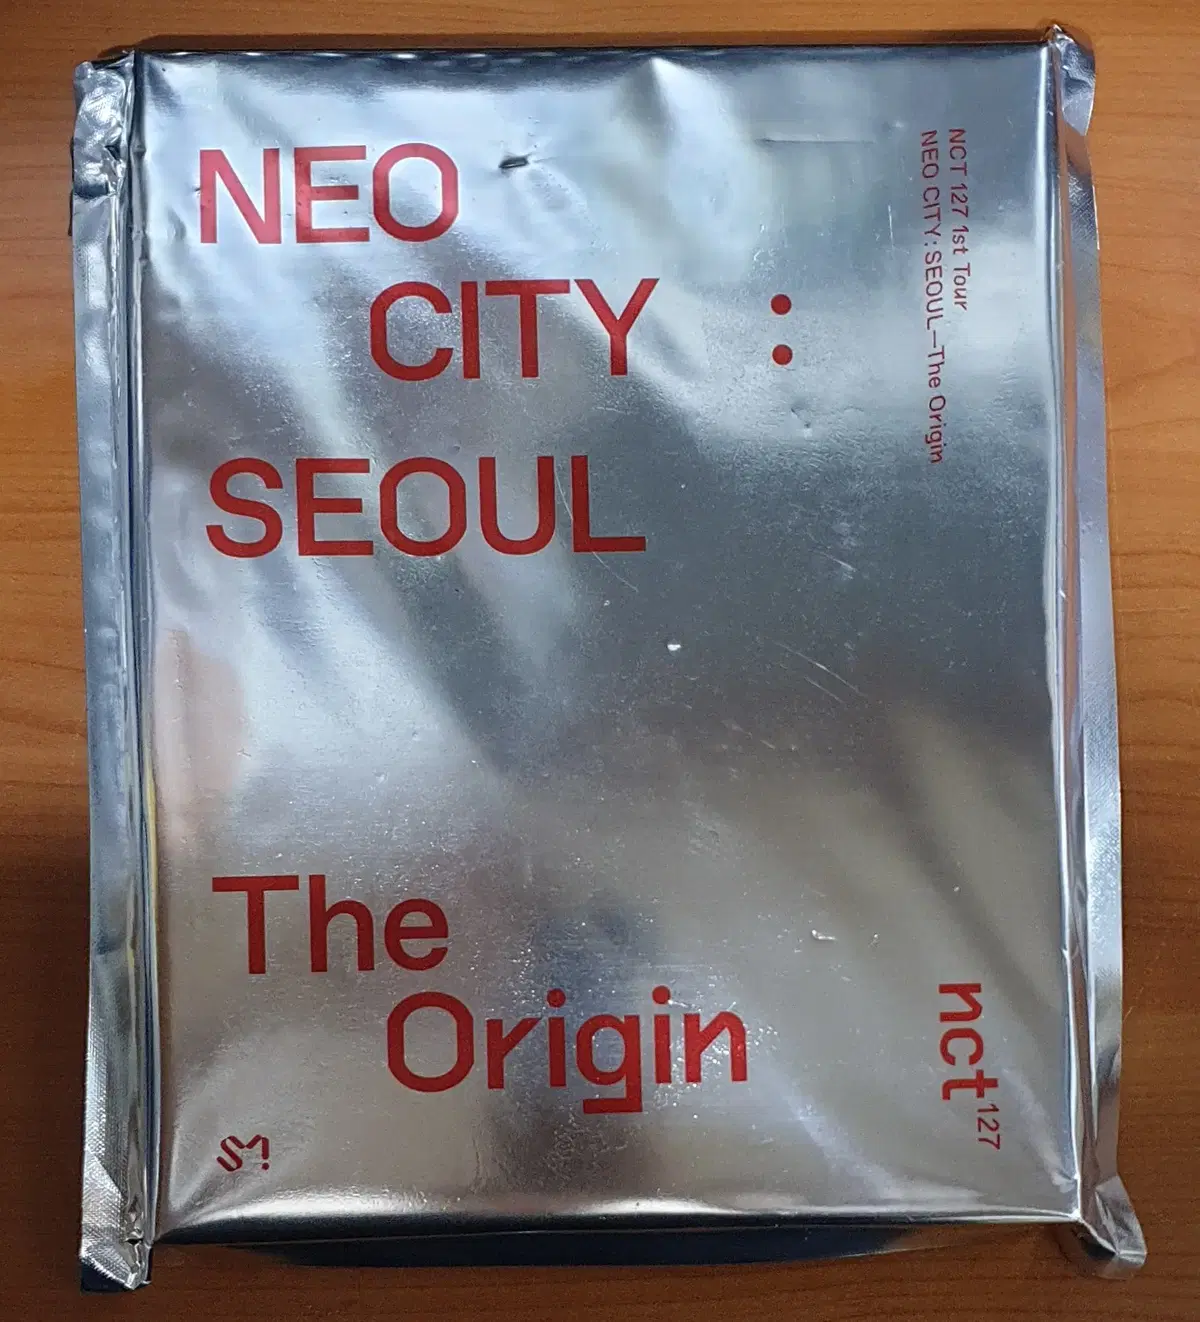 NEO
CITY :
SEOUL
The
Origin
NCT 127 1st Tour
NEO CITY: SEOUL—The Origin
nct127
SM